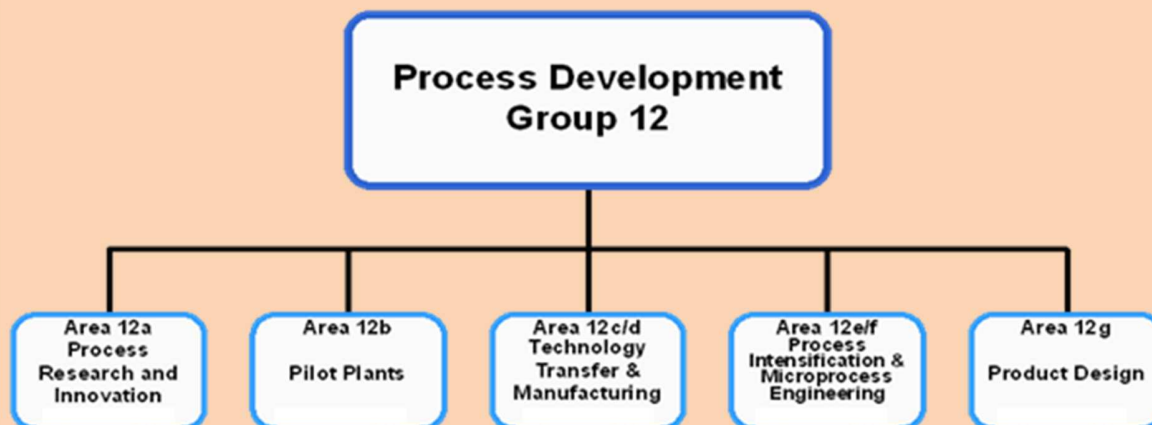 Process Development
Group 12
Area 12a
Process
Research and
Innovation
Area 12b
Pilot Plants
Area 12c/d
Technology
Transfer &
Manufacturing
Area 12e/f
Process
Intensification &
Microprocess
Engineering
Area 12g
Product Design